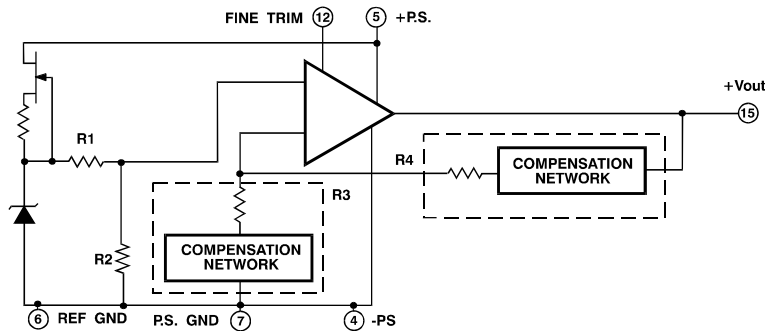 FINE TRIM 12 5 +P.S.
+Vout
15
R1
R4
COMPENSATION
NETWORK
R3
COMPENSATION
NETWORK
R2
6 REF GND P.S. GND 7 4 -PS